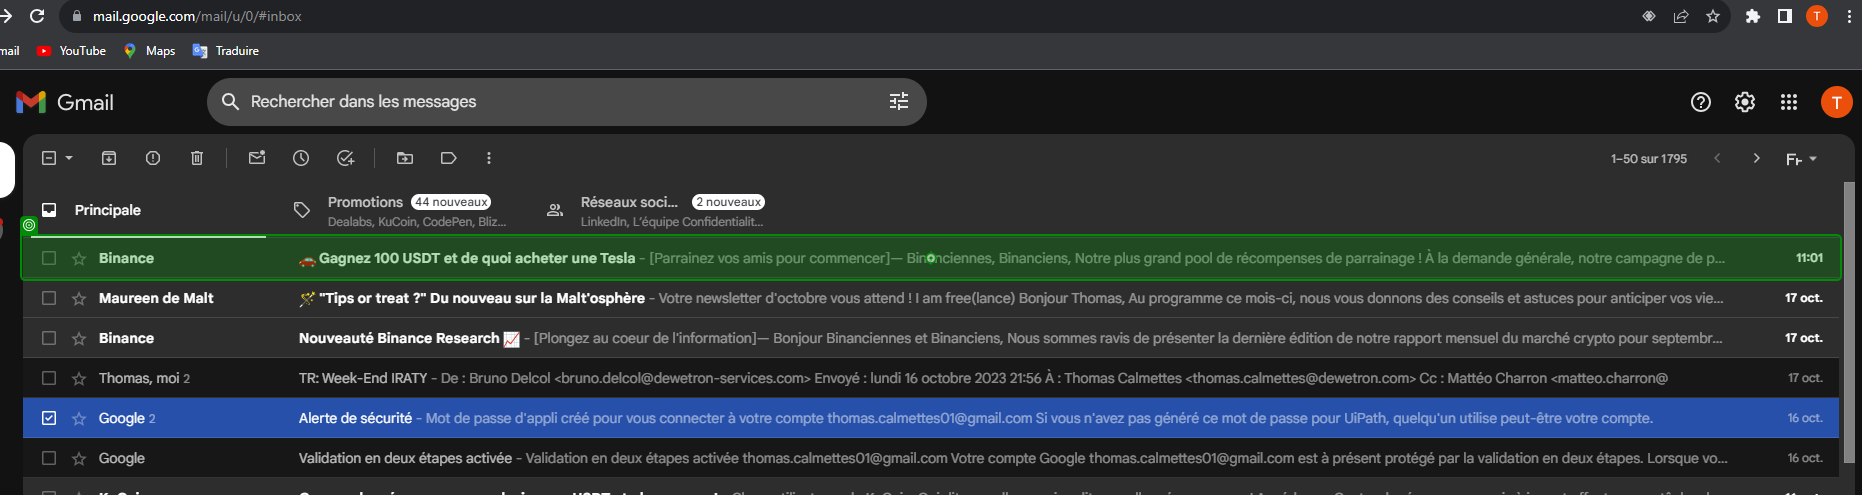 mail.google.com/mail/u/0/#inbox
T
mail YouTube Maps Traduire
Gmail
Rechercher dans les messages
T
1–50 sur 1795
Principale
Promotions 44 nouveaux
Dealabs, KuCoin, CodePen, Bliz...
Réseaux soci... 2 nouveaux
LinkedIn, L'équipe Confidentialit...
Binance 🚗 Gagnez 100 USDT et de quoi acheter une Tesla - [Parrainez vos amis pour commencer]— Binanciennes, Binanciens, Notre plus grand pool de récompenses de parrainage ! À la demande générale, notre campagne de p... 11:01
Maureen de Malt "Tips or treat ?" Du nouveau sur la Malt'osphère - Votre newsletter d'octobre vous attend ! I am free(lance) Bonjour Thomas, Au programme ce mois-ci, nous vous donnons des conseils et astuces pour anticiper vos vie... 17 oct.
Binance Nouveauté Binance Research 📈 - [Plongez au coeur de l'information]— Bonjour Binanciennes et Binanciens, Nous sommes ravis de présenter la dernière édition de notre rapport mensuel du marché crypto pour septembr... 17 oct.
Thomas, moi 2 TR: Week-End IRATY - De : Bruno Delcol <bruno.delcol@dewetron-services.com> Envoyé : lundi 16 octobre 2023 21:56 À : Thomas Calmettes <thomas.calmettes@dewetron.com> Cc : Mattéo Charron <matteo.charron@ 17 oct.
Google 2 Alerte de sécurité - Mot de passe d'appli créé pour vous connecter à votre compte thomas.calmettes01@gmail.com Si vous n'avez pas généré ce mot de passe pour UiPath, quelqu'un utilise peut-être votre compte. 16 oct.
Google Validation en deux étapes activée - Validation en deux étapes activée thomas.calmettes01@gmail.com Votre compte Google thomas.calmettes01@gmail.com est à présent protégé par la validation en deux étapes. Lorsque vo... 16 oct.